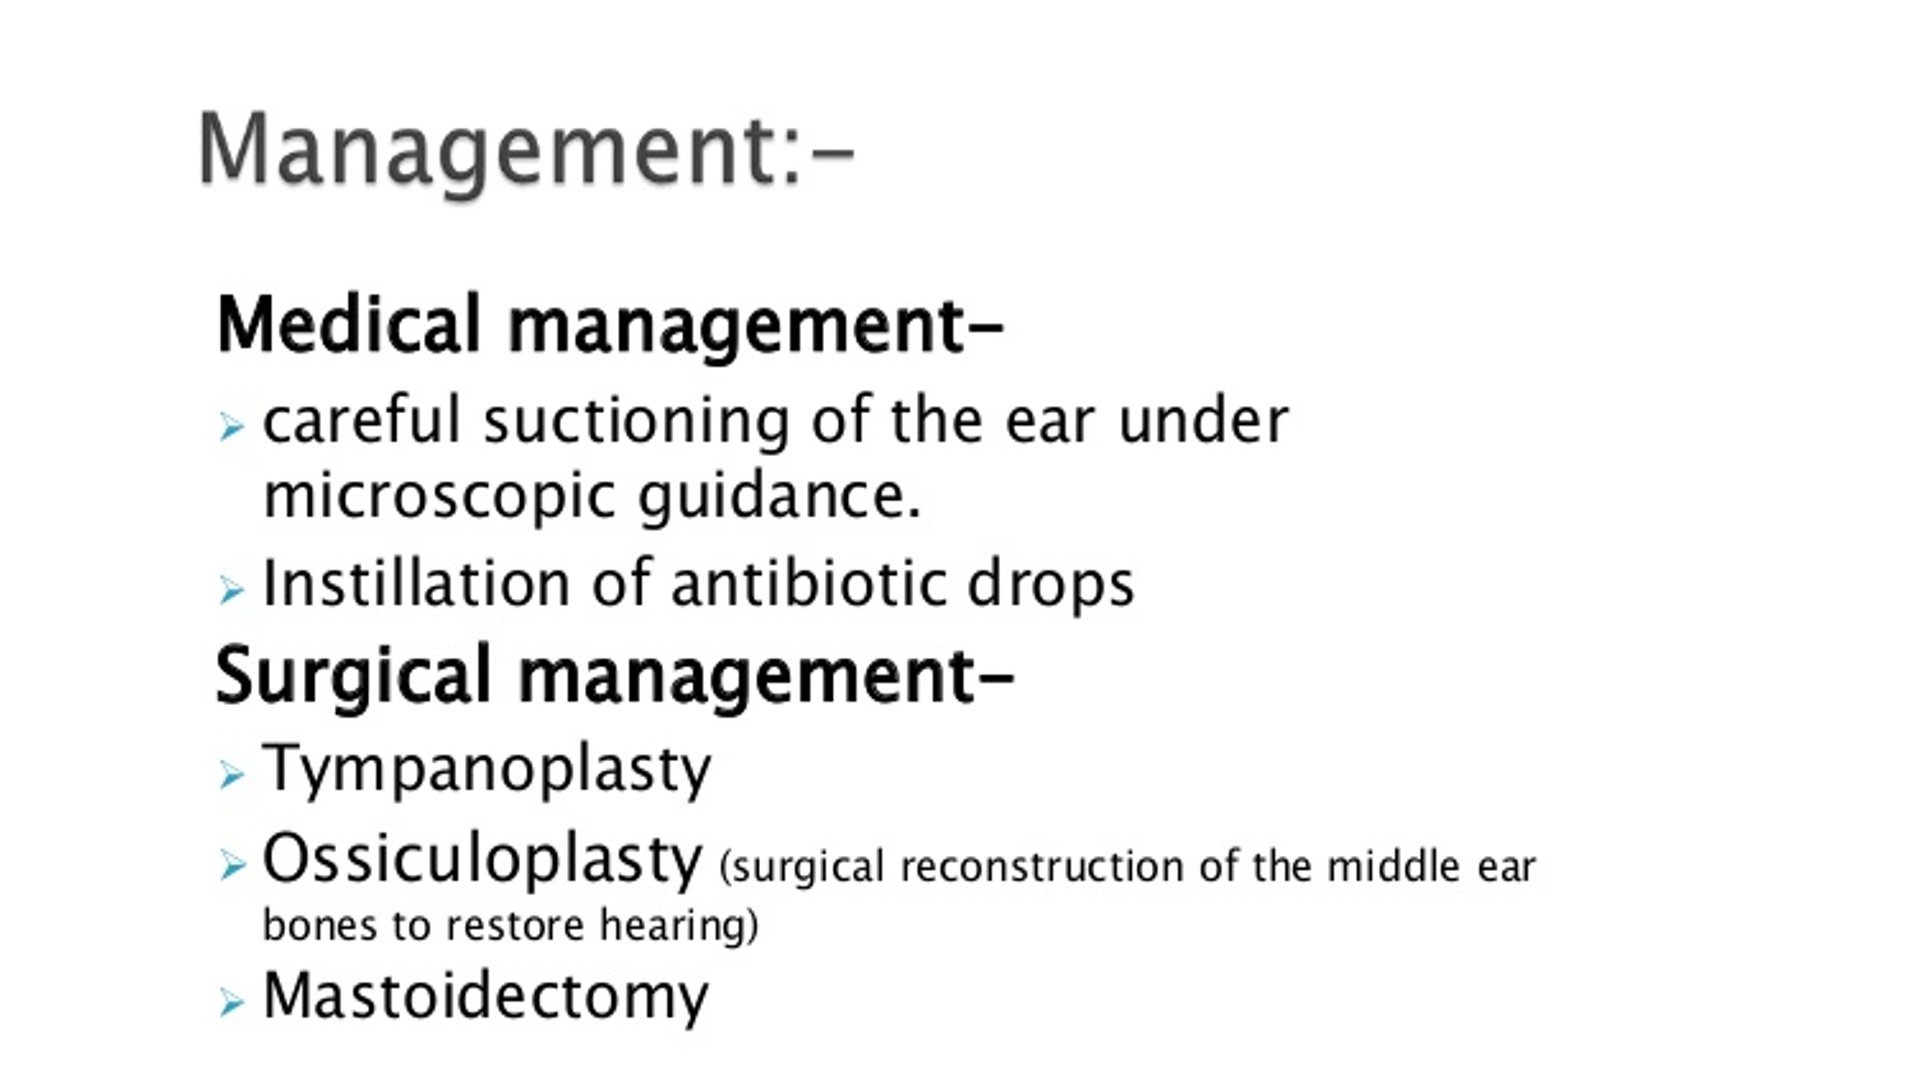 Management:-
Medical management-
➢ careful suctioning of the ear under
microscopic guidance.
➢ Instillation of antibiotic drops
Surgical management-
➢ Tympanoplasty
➢ Ossiculoplasty (surgical reconstruction of the middle ear
bones to restore hearing)
➢ Mastoidectomy